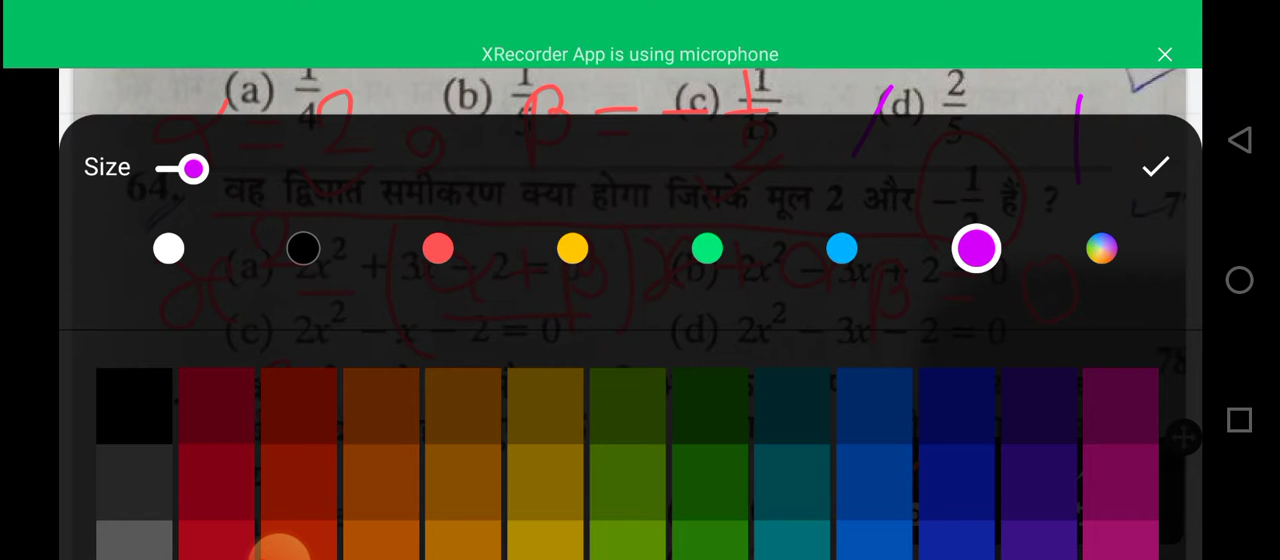 XRecorder App is using microphone
(a) 1/4 (b) 1/3 (c) 1/15 (d) 2/5
α = 2, β = - 1/2
Size
64. वह द्विघात समीकरण क्या होगा जिसके मूल 2 और -1/2 हैं ?
(a) 2x² + 3x - 2 = 0 (b) 2x² - 3x + 2 = 0
x² - (α+β)x + αβ = 0
(c) 2x² - x - 2 = 0 (d) 2x² - 3x - 2 = 0
78